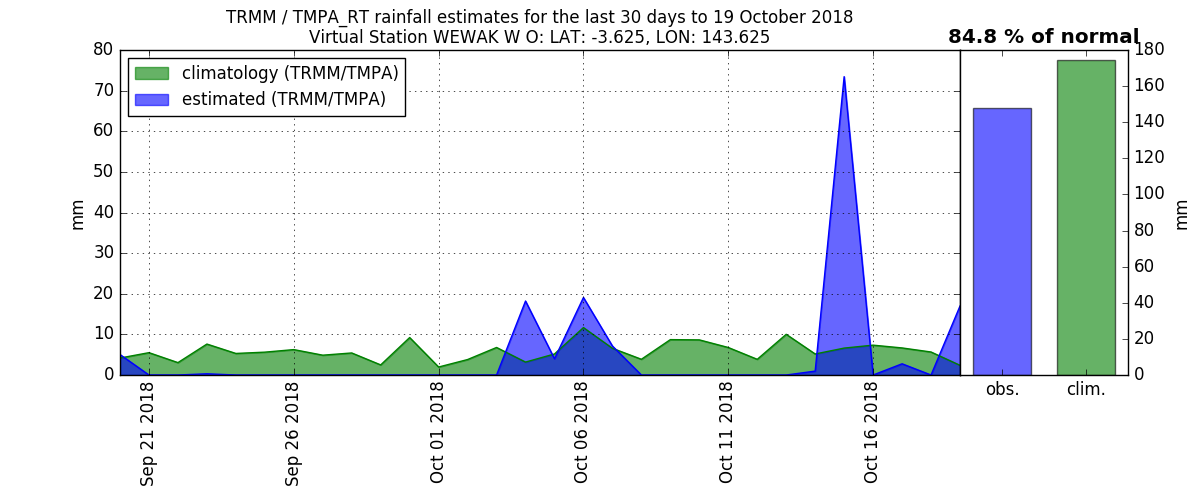 TRMM / TMPA_RT rainfall estimates for the last 30 days to 19 October 2018
Virtual Station WEWAK W O: LAT: -3.625, LON: 143.625
84.8 % of normal
climatology (TRMM/TMPA)
estimated (TRMM/TMPA)
80
70
60
50
40
30
20
10
0
mm
Sep 21 2018
Sep 26 2018
Oct 01 2018
Oct 06 2018
Oct 11 2018
Oct 16 2018
180
160
140
120
100
80
60
40
20
0
mm
obs.
clim.